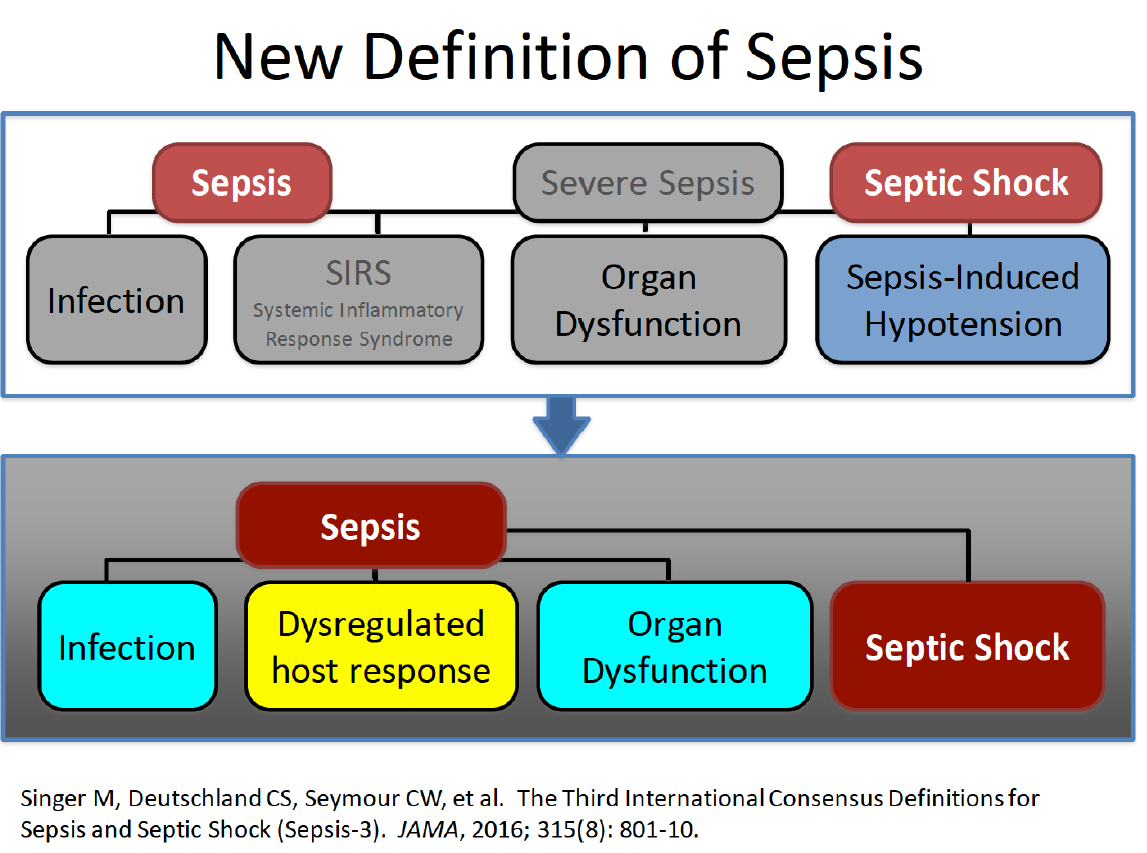 New Definition of Sepsis
Sepsis
Severe Sepsis
Septic Shock
Infection
SIRS
Systemic Inflammatory
Response Syndrome
Organ
Dysfunction
Sepsis-Induced
Hypotension
Sepsis
Infection
Dysregulated
host response
Organ
Dysfunction
Septic Shock
Singer M, Deutschland CS, Seymour CW, et al.  The Third International Consensus Definitions for
Sepsis and Septic Shock (Sepsis-3).  JAMA, 2016; 315(8): 801-10.